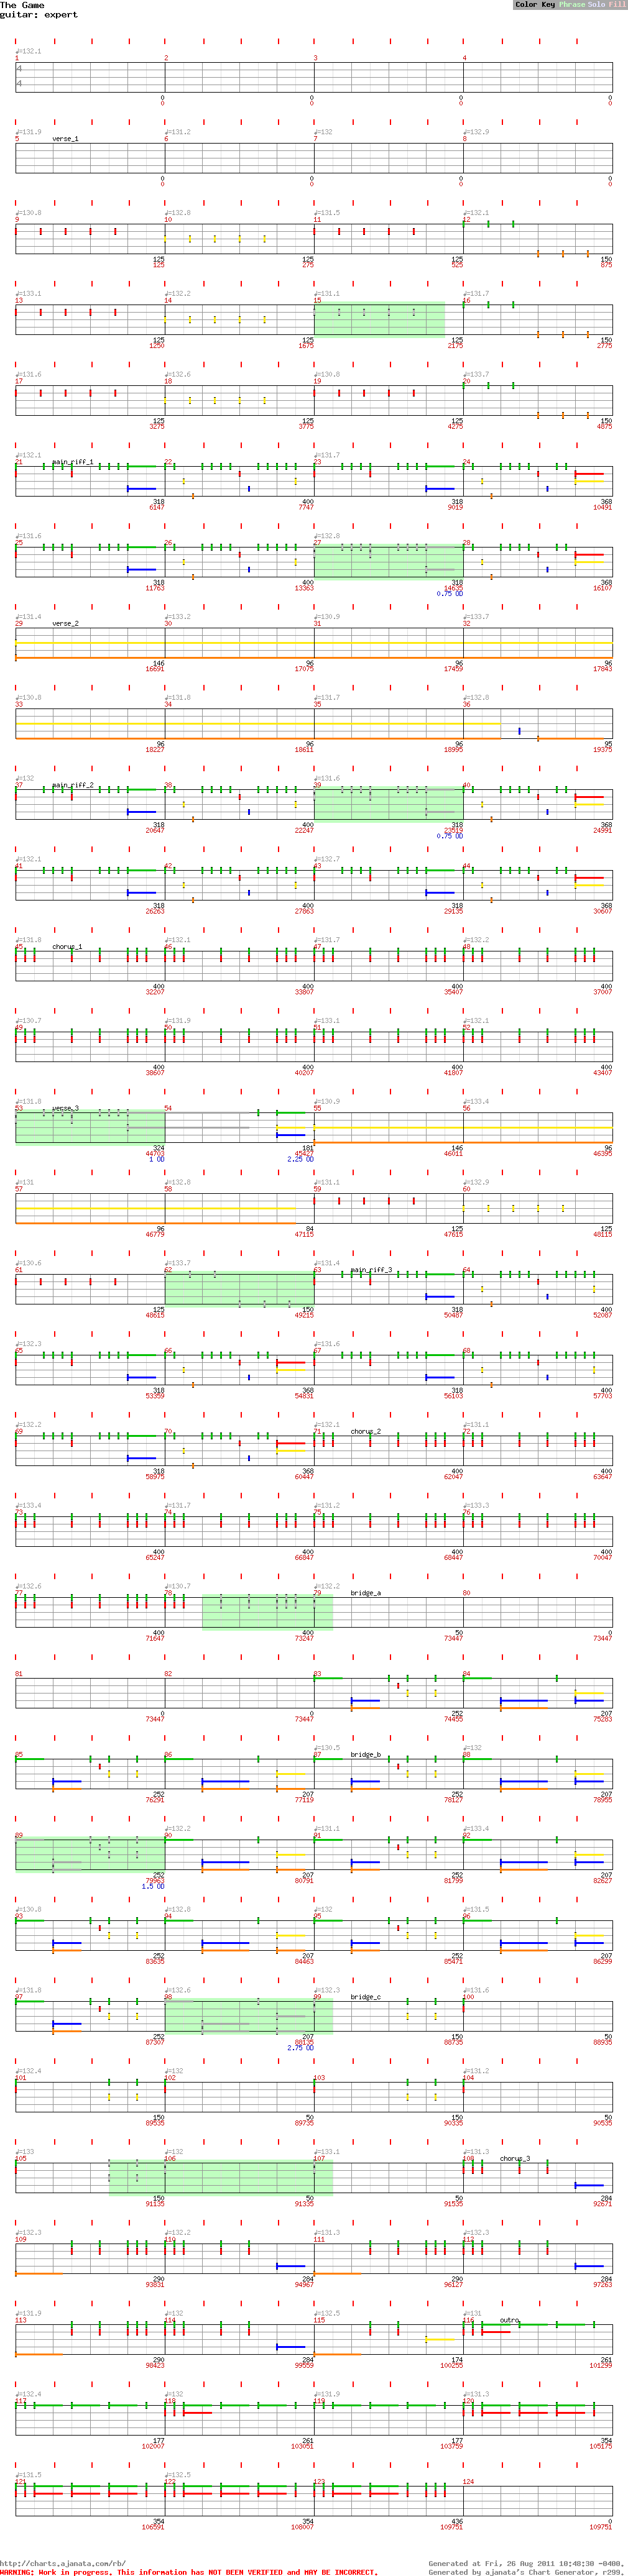 The Game
guitar: expert
Color Key Phrase Solo Fill
♩=132.1
1 2 3 4
4
4
0 0 0 0
0 0 0 0
♩=131.9 ♩=131.2 ♩=132 ♩=132.9
5 verse_1 6 7 8
0 0 0 0
0 0 0 0
♩=130.8 ♩=132.8 ♩=131.5 ♩=132.1
9 10 11 12
125 125 125 150
125 275 525 875
♩=133.1 ♩=132.2 ♩=131.1 ♩=131.7
13 14 15 16
125 125 125 150
1250 1675 2175 2775
♩=131.6 ♩=132.6 ♩=130.8 ♩=133.7
17 18 19 20
125 125 125 150
3275 3775 4275 4875
♩=132.1 ♩=131.7
21 main_riff_1 22 23 24
318 400 318 368
6147 7747 9019 10491
♩=131.6 ♩=132.8
25 26 27 28
318 400 318 368
11763 13363 14635 16107
0.75 OD
♩=131.4 ♩=133.2 ♩=130.9 ♩=133.7
29 verse_2 30 31 32
146 96 96 96
16691 17075 17459 17843
♩=130.8 ♩=131.8 ♩=131.7 ♩=132.8
33 34 35 36
96 96 96 95
18227 18611 18995 19375
♩=132 ♩=131.6
37 main_riff_2 38 39 40
318 400 318 368
20647 22247 23519 24991
0.75 OD
♩=132.1 ♩=132.7
41 42 43 44
318 400 318 368
26263 27863 29135 30607
♩=131.8 ♩=132.1 ♩=131.7 ♩=132.2
45 chorus_1 46 47 48
400 400 400 400
32207 33807 35407 37007
♩=130.7 ♩=131.9 ♩=133.1 ♩=132.1
49 50 51 52
400 400 400 400
38607 40207 41807 43407
♩=131.8 ♩=130.9 ♩=133.4
53 verse_3 54 55 56
324 181 146 96
44703 45427 46011 46395
1 OD 2.25 OD
♩=131 ♩=132.8 ♩=131.1 ♩=132.9
57 58 59 60
96 84 125 125
46779 47115 47615 48115
♩=130.6 ♩=133.7 ♩=131.4
61 62 63 main_riff_3 64
125 150 318 400
48615 49215 50487 52087
♩=132.3 ♩=131.6
65 66 67 68
318 368 318 400
53359 54831 56103 57703
♩=132.2 ♩=132.1 ♩=131.1
69 70 71 chorus_2 72
318 368 400 400
58975 60447 62047 63647
♩=133.4 ♩=131.7 ♩=131.2 ♩=133.3
73 74 75 76
400 400 400 400
65247 66847 68447 70047
♩=132.6 ♩=130.7 ♩=132.2
77 78 79 bridge_a 80
400 400 50 0
71647 73247 73447 73447
81 82 83 84
0 0 252 207
73447 73447 74455 75283
♩=130.5 ♩=132
85 86 87 bridge_b 88
252 207 252 207
76291 77119 78127 78955
♩=132.2 ♩=131.1 ♩=133.4
89 90 91 92
252 207 252 207
79963 80791 81799 82627
1.5 OD
♩=130.8 ♩=132.8 ♩=132 ♩=131.5
93 94 95 96
252 207 252 207
83635 84463 85471 86299
♩=131.8 ♩=132.6 ♩=132.3 ♩=131.6
97 98 99 bridge_c 100
252 207 150 50
87307 88135 88735 88935
2.75 OD
♩=132.4 ♩=132 ♩=131.2
101 102 103 104
150 50 150 50
89535 89735 90335 90535
♩=133 ♩=132 ♩=133.1 ♩=131.3
105 106 107 108 chorus_3
150 50 50 284
91135 91335 91535 92671
♩=132.3 ♩=132.2 ♩=131.3 ♩=132.3
109 110 111 112
290 284 290 284
93831 94967 96127 97263
♩=131.9 ♩=132 ♩=132.5 ♩=131
113 114 115 116 outro
290 284 174 261
98423 99559 100255 101299
♩=132.4 ♩=132 ♩=131.9 ♩=131.3
117 118 119 120
177 261 177 354
102007 103051 103759 105175
♩=131.5 ♩=132.5
121 122 123 124
354 354 436 0
106591 108007 109751 109751
http://charts.ajanata.com/rb/
WARNING: Work in progress. This information has NOT BEEN VERIFIED and MAY BE INCORRECT.
Generated at Fri, 26 Aug 2011 10:48:30 -0400.
Generated by ajanata's Chart Generator, r299.